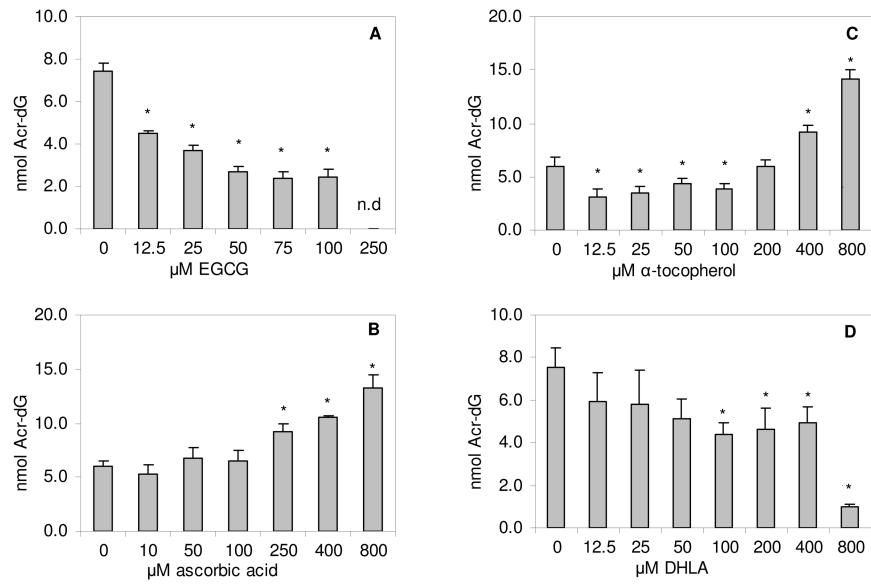 A
nmol Acr-dG
10.0
8.0
6.0
4.0
2.0
0.0
*
*
*
*
*
n.d
0 12.5 25 50 75 100 250
µM EGCG
C
nmol Acr-dG
20.0
15.0
10.0
5.0
0.0
*
*
*
*
*
*
0 12.5 25 50 100 200 400 800
µM α-tocopherol
B
nmol Acr-dG
20.0
15.0
10.0
5.0
0.0
*
*
*
0 10 50 100 250 400 800
µM ascorbic acid
D
nmol Acr-dG
10.0
8.0
6.0
4.0
2.0
0.0
*
*
*
*
0 12.5 25 50 100 200 400 800
µM DHLA